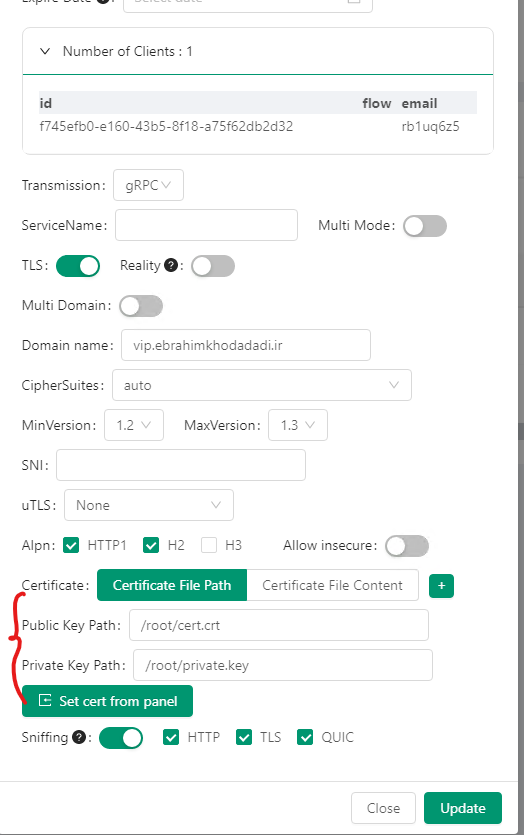 Expire Date ? : Select date
Number of Clients : 1
id flow email
f745efb0-e160-43b5-8f18-a75f62db2d32 rb1uq6z5
Transmission: gRPC
ServiceName: Multi Mode:
TLS: Reality ? :
Multi Domain:
Domain name: vip.ebrahimkhodadadi.ir
CipherSuites: auto
MinVersion: 1.2 MaxVersion: 1.3
SNI:
uTLS: None
Alpn: HTTP1 H2 H3 Allow insecure:
Certificate: Certificate File Path Certificate File Content +
Public Key Path: /root/cert.crt
Private Key Path: /root/private.key
Set cert from panel
Sniffing ? : HTTP TLS QUIC
Close Update